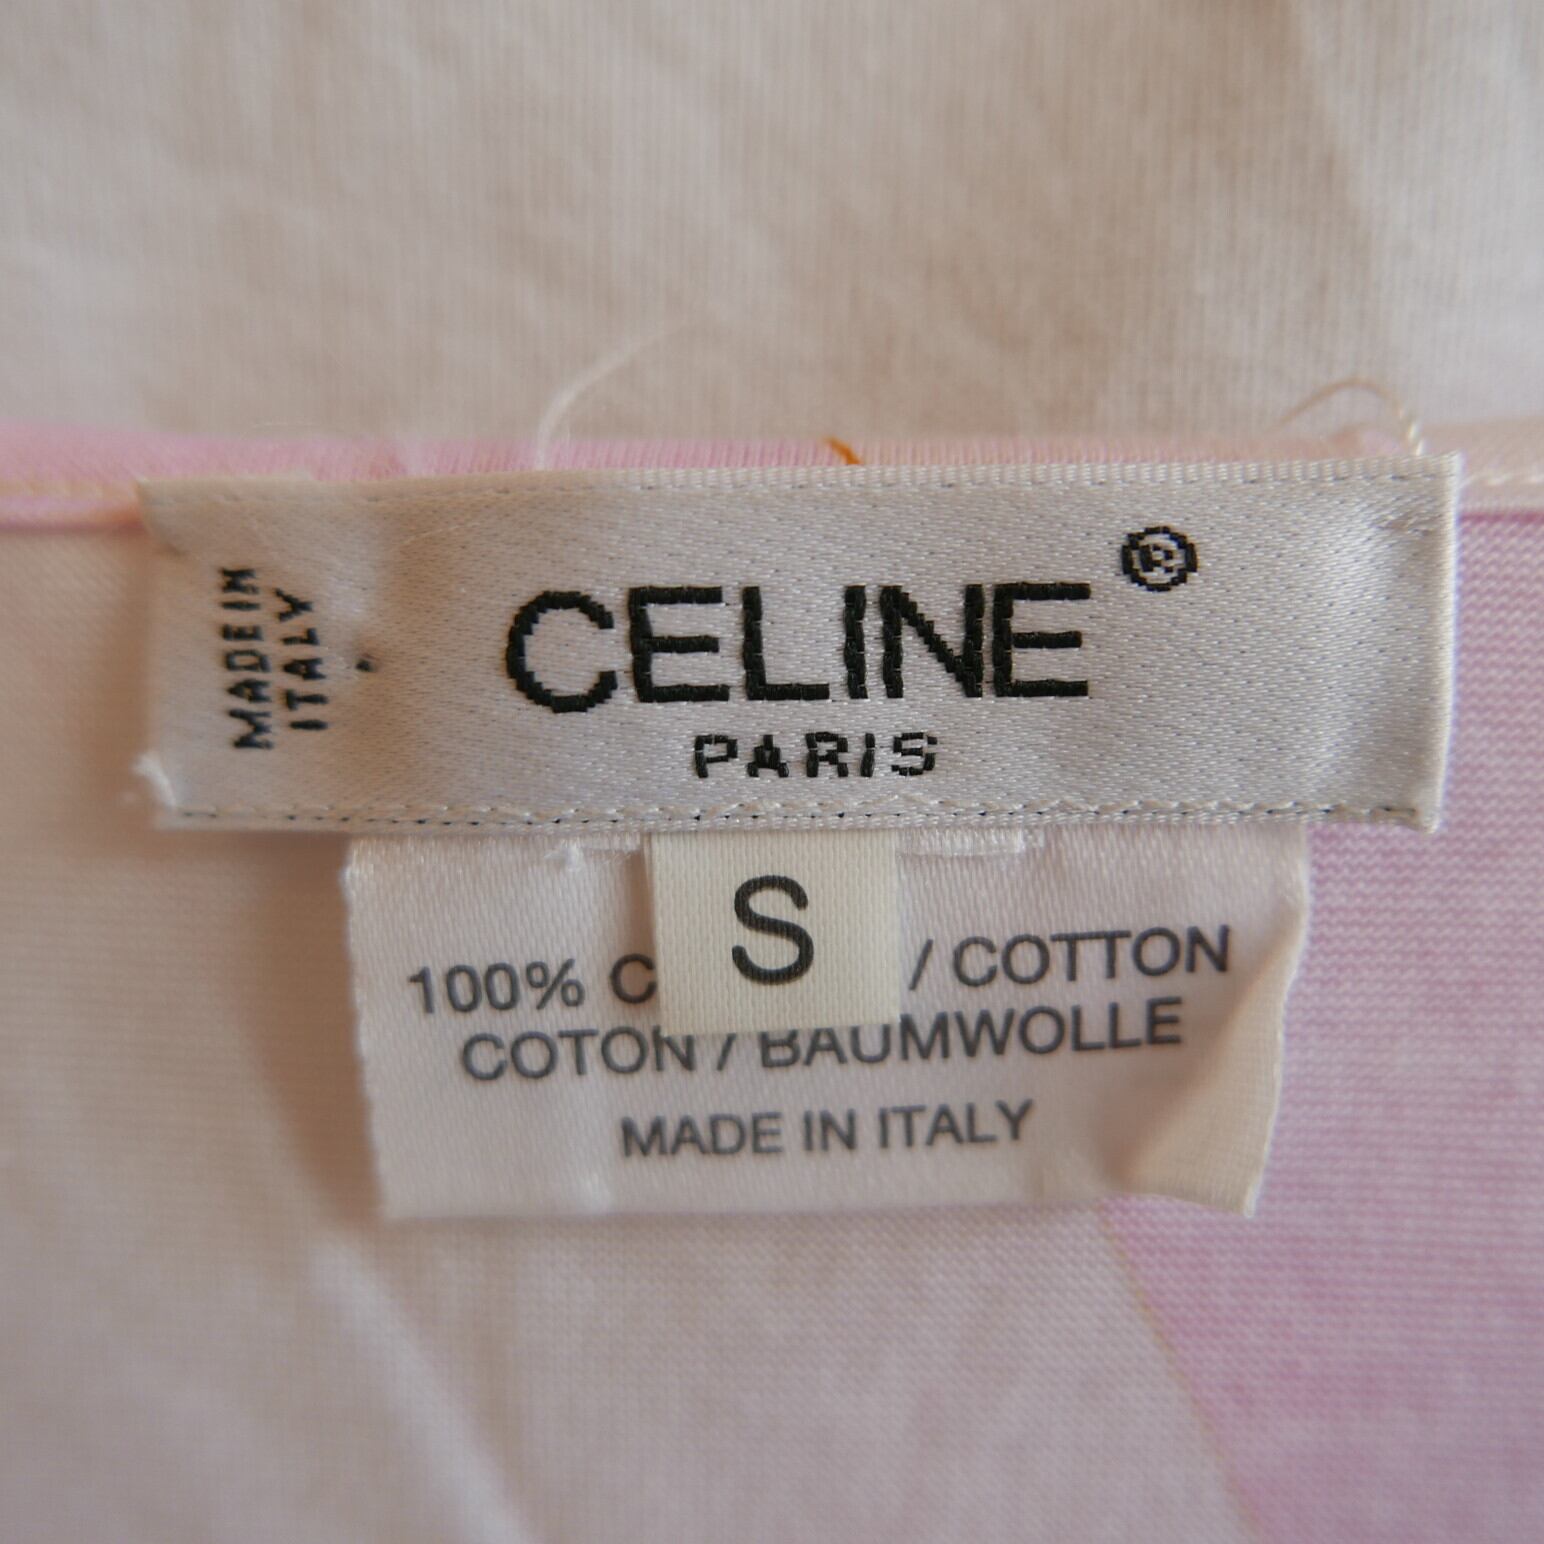 MADE IN
ITALY
CELINE ®
PARIS
S
100% C / COTTON
COTON / BAUMWOLLE
MADE IN ITALY